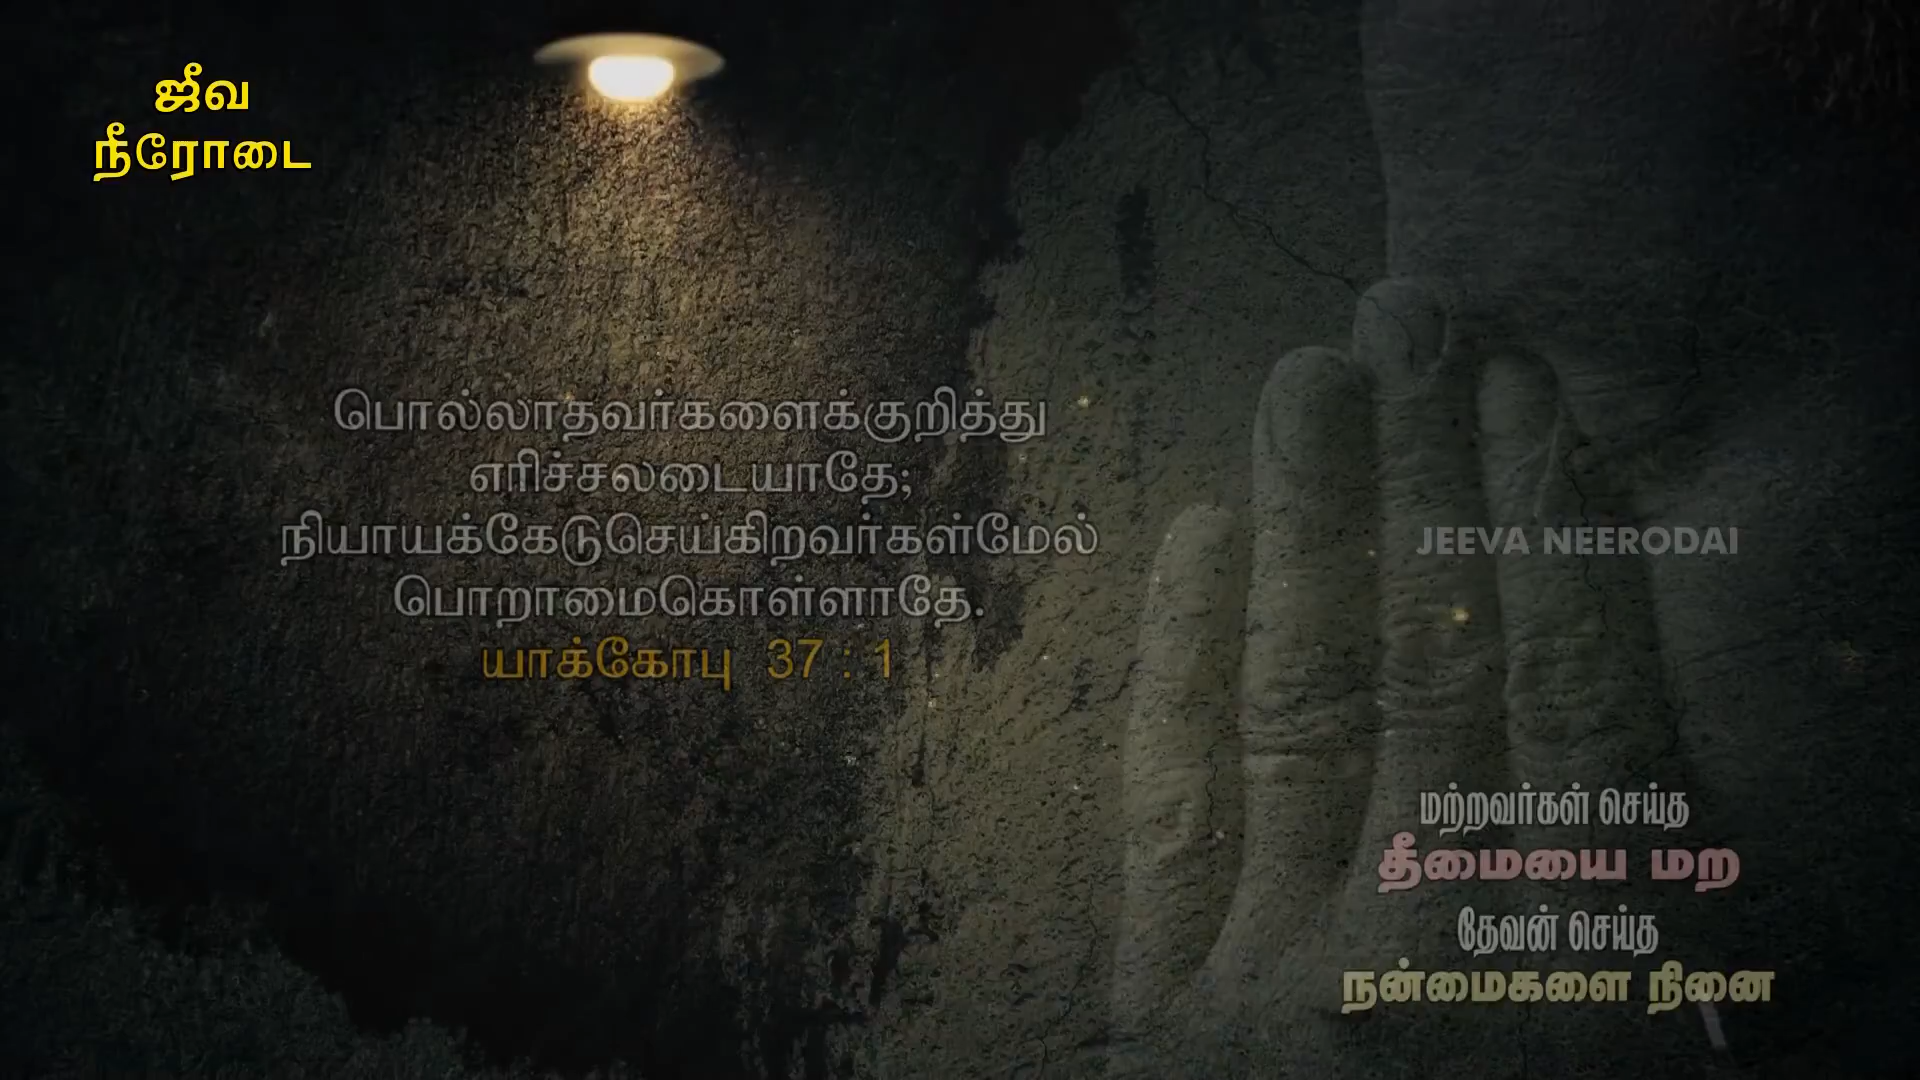 ஜீவ
நீரோடை
பொல்லாதவர்களைக்குறித்து
எரிச்சலடையாதே;
நியாயக்கேடுசெய்கிறவர்கள்மேல்
பொறாமைகொள்ளாதே.
யாக்கோபு 37 : 1
JEEVA NEERODAI
மற்றவர்கள் செய்த
தீமையை மற
தேவன் செய்த
நன்மைகளை நினை